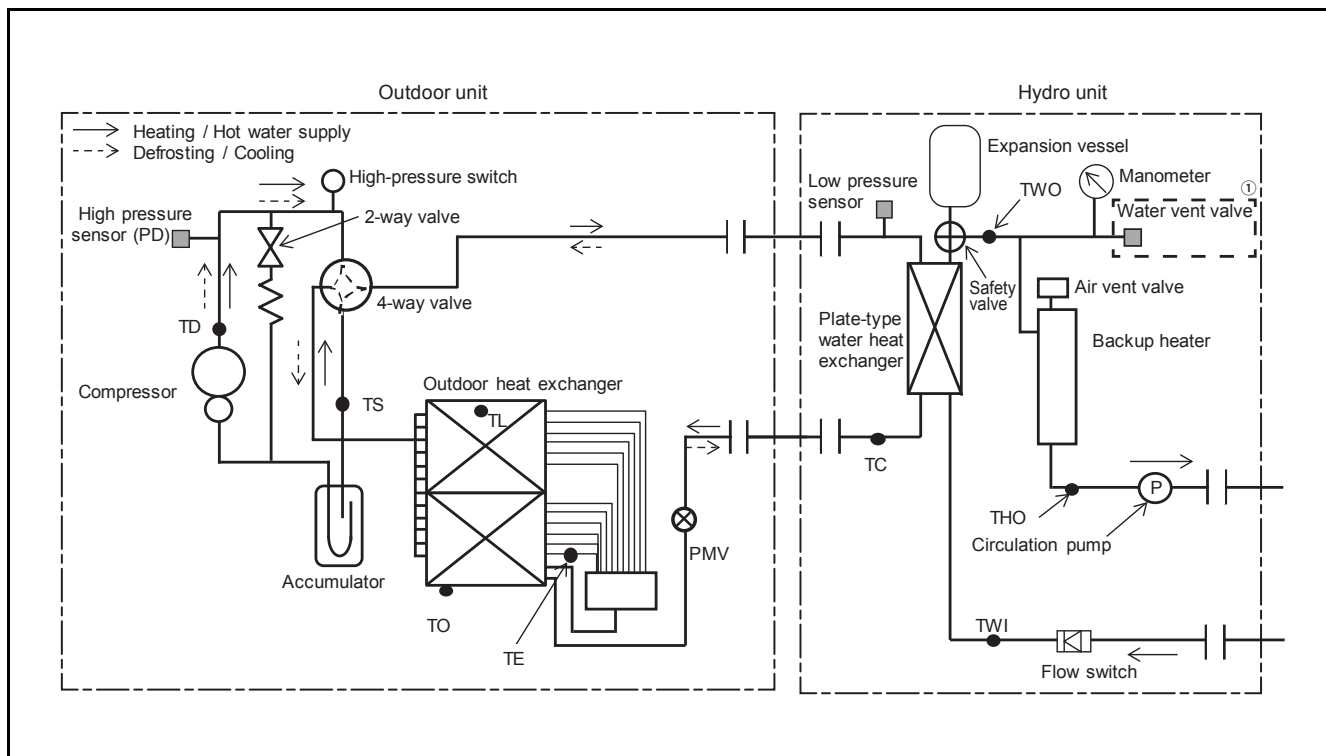 Outdoor unit
Heating / Hot water supply
Defrosting / Cooling
High-pressure switch
High pressure
sensor (PD)
2-way valve
4-way valve
TD
Compressor
TS
Outdoor heat exchanger
TL
Accumulator
TO
TE
PMV
Hydro unit
Expansion vessel
Low pressure
sensor
TWO
Manometer
①
Water vent valve
Safety
valve
Air vent valve
Plate-type
water heat
exchanger
Backup heater
TC
THO
P
Circulation pump
TWI
Flow switch